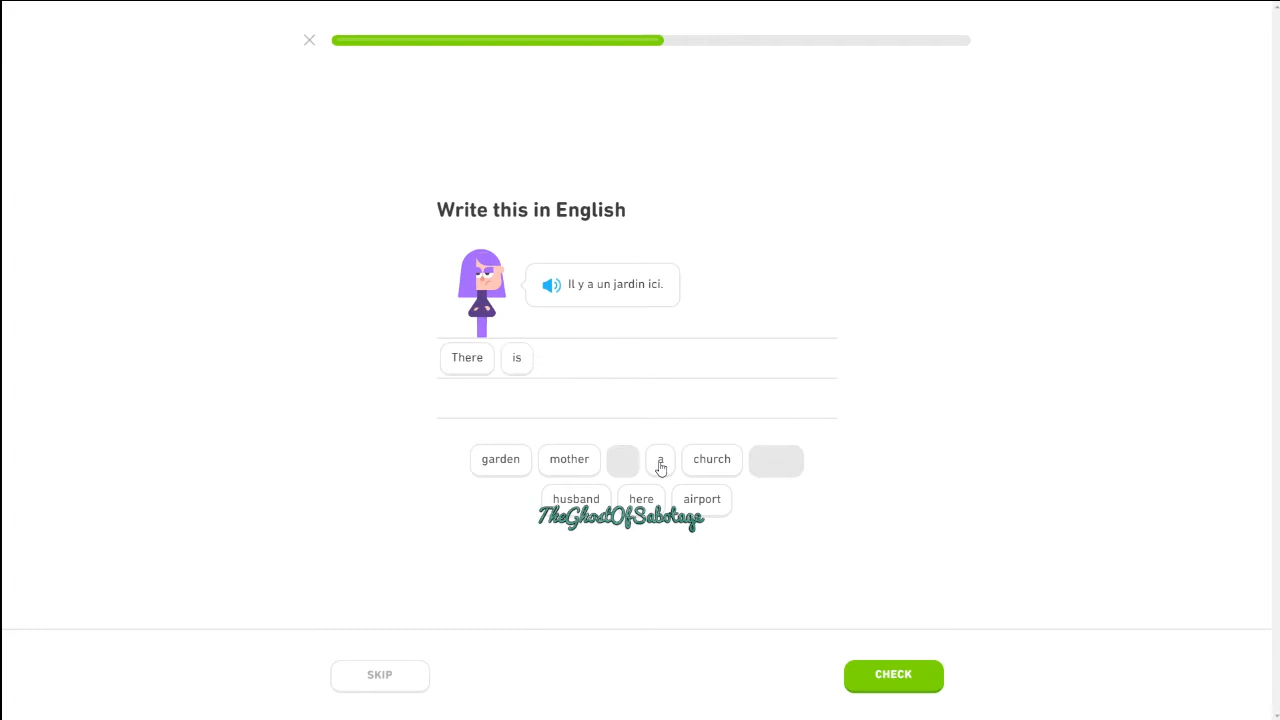 Write this in English
Il y a un jardin ici.
There is
garden mother a church
husband here airport
TheGhostOfSabotage
SKIP CHECK